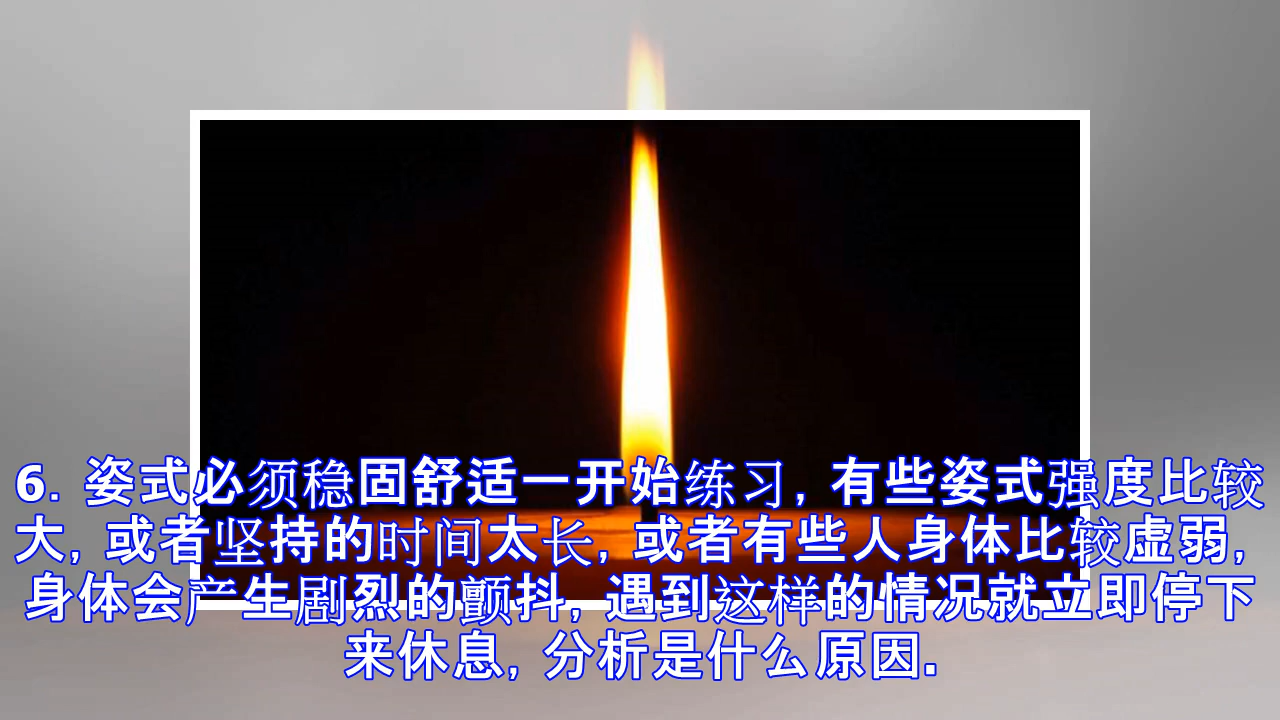 6. 姿式必须稳固舒适一开始练习, 有些姿式强度比较
大, 或者坚持的时间太长, 或者有些人身体比较虚弱,
身体会产生剧烈的颤抖, 遇到这样的情况就立即停下
来休息, 分析是什么原因.